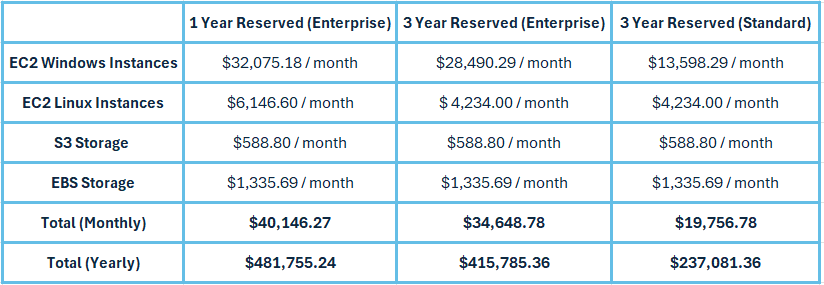 1 Year Reserved (Enterprise) 3 Year Reserved (Enterprise) 3 Year Reserved (Standard)
EC2 Windows Instances $32,075.18 / month $28,490.29 / month $13,598.29 / month
EC2 Linux Instances $6,146.60 / month $ 4,234.00 / month $4,234.00 / month
S3 Storage $588.80 / month $588.80 / month $588.80 / month
EBS Storage $1,335.69 / month $1,335.69 / month $1,335.69 / month
Total (Monthly) $40,146.27 $34,648.78 $19,756.78
Total (Yearly) $481,755.24 $415,785.36 $237,081.36